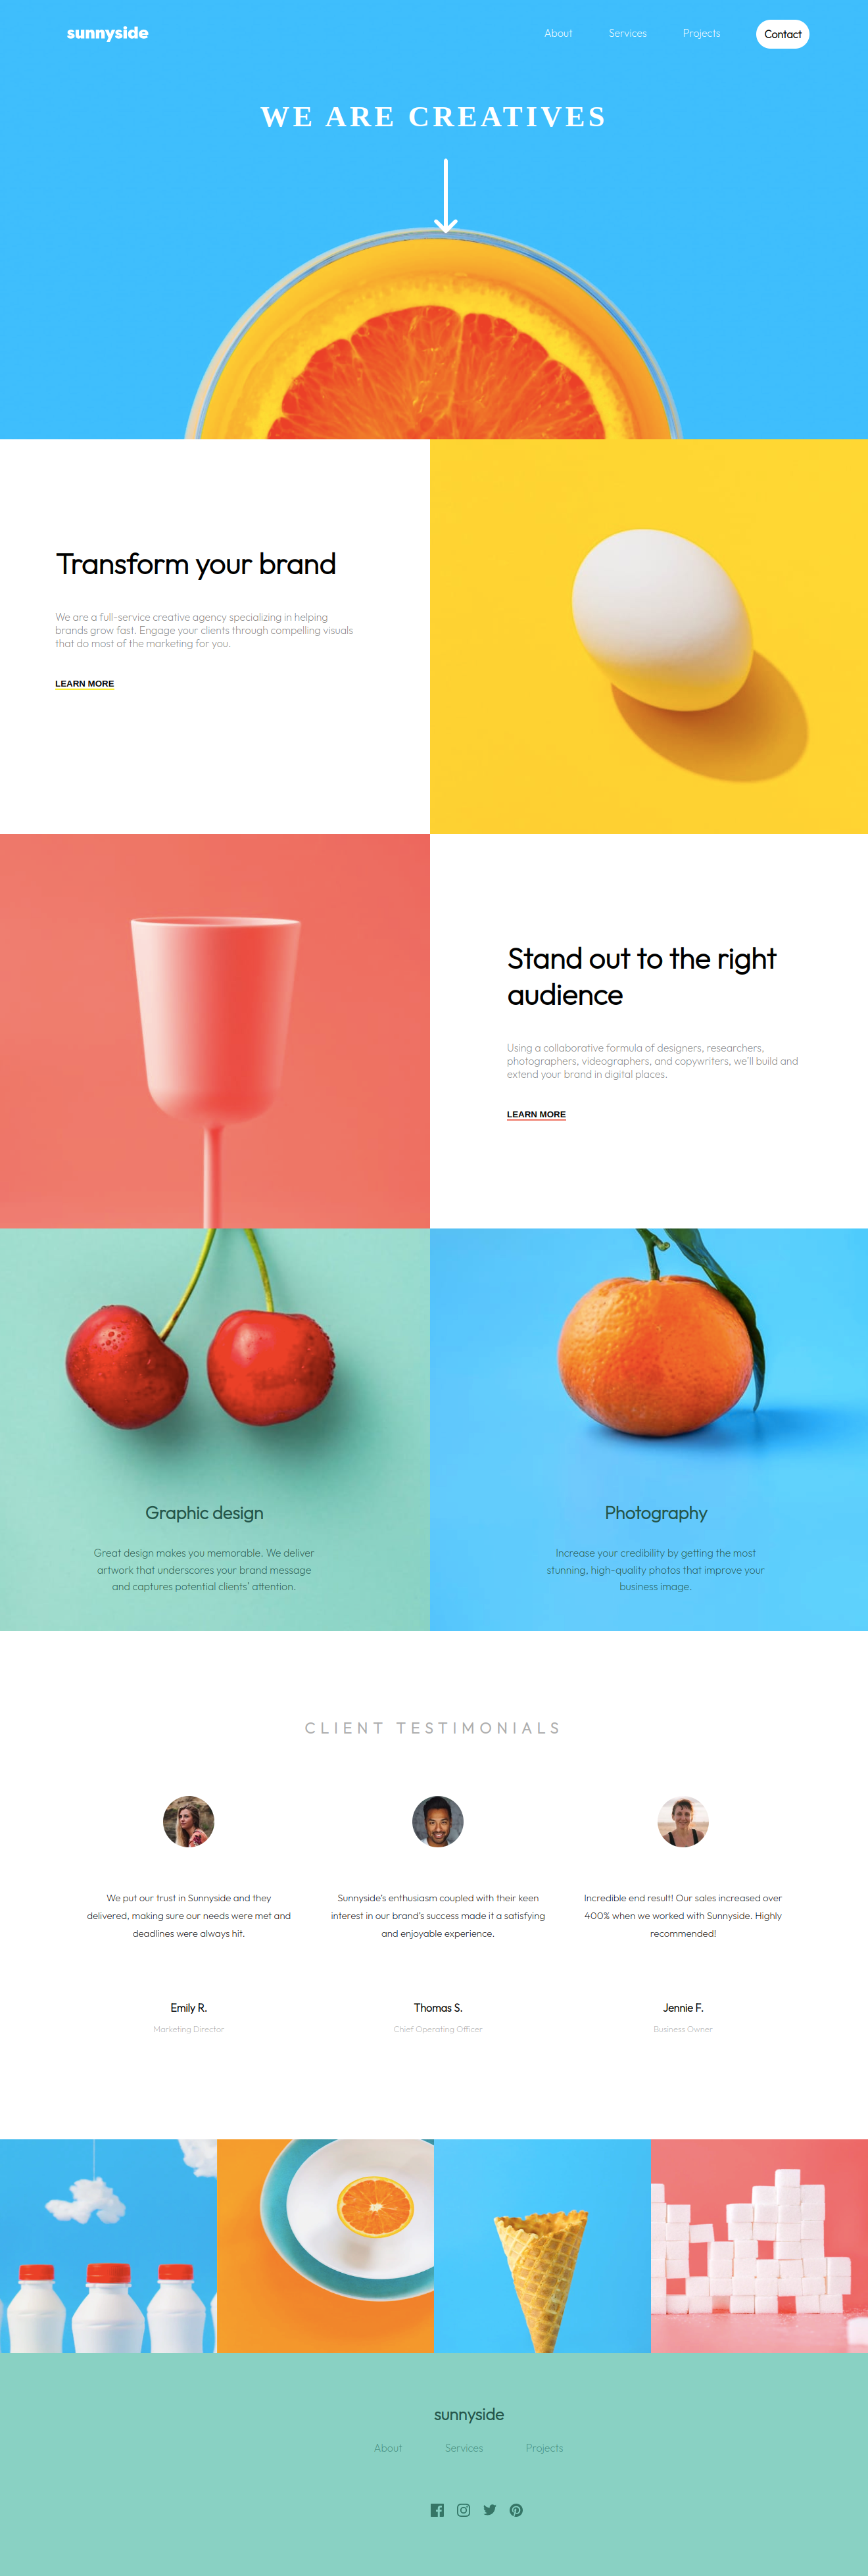 sunnyside
About Services Projects Contact
WE ARE CREATIVES
Transform your brand
We are a full-service creative agency specializing in helping
brands grow fast. Engage your clients through compelling visuals
that do most of the marketing for you.
LEARN MORE
Stand out to the right
audience
Using a collaborative formula of designers, researchers,
photographers, videographers, and copywriters, we’ll build and
extend your brand in digital places.
LEARN MORE
Graphic design
Great design makes you memorable. We deliver
artwork that underscores your brand message
and captures potential clients’ attention.
Photography
Increase your credibility by getting the most
stunning, high-quality photos that improve your
business image.
CLIENT TESTIMONIALS
We put our trust in Sunnyside and they
delivered, making sure our needs were met and
deadlines were always hit.
Emily R.
Marketing Director
Sunnyside’s enthusiasm coupled with their keen
interest in our brand’s success made it a satisfying
and enjoyable experience.
Thomas S.
Chief Operating Officer
Incredible end result! Our sales increased over
400% when we worked with Sunnyside. Highly
recommended!
Jennie F.
Business Owner
sunnyside
About Services Projects